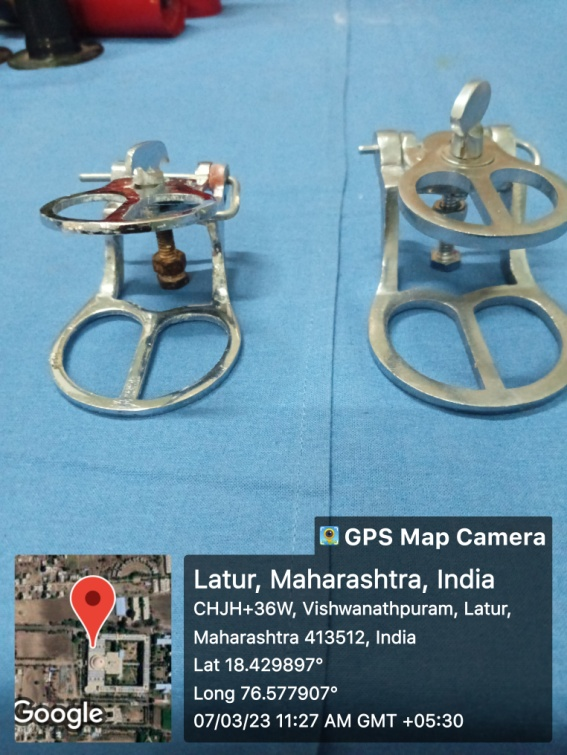 GPS Map Camera
Latur, Maharashtra, India
CHJH+36W, Vishwanathpuram, Latur,
Maharashtra 413512, India
Lat 18.429897°
Long 76.577907°
07/03/23 11:27 AM GMT +05:30
Google